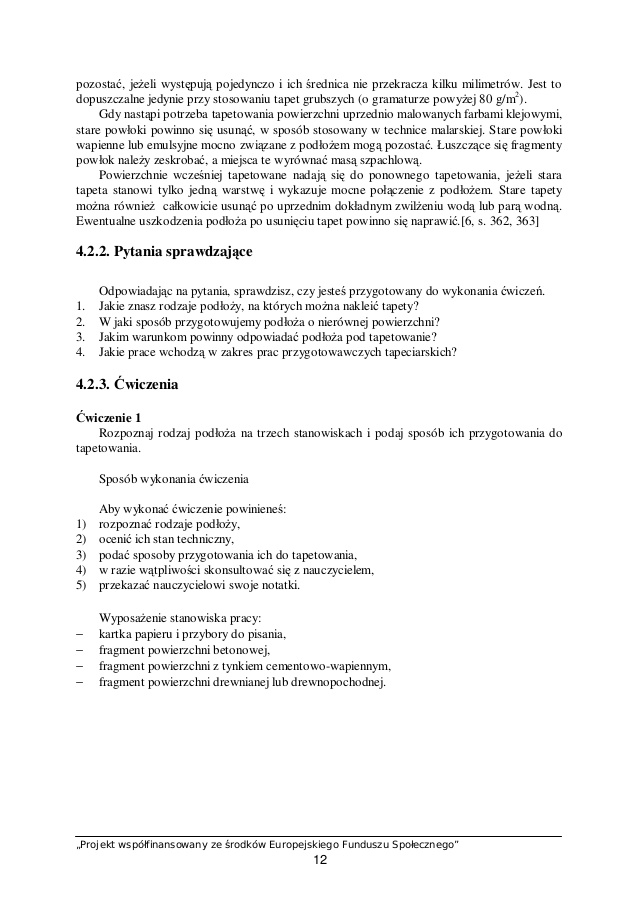 pozostać, jeżeli występują pojedynczo i ich średnica nie przekracza kilku milimetrów. Jest to
dopuszczalne jedynie przy stosowaniu tapet grubszych (o gramaturze powyżej 80 g/m²).
Gdy nastąpi potrzeba tapetowania powierzchni uprzednio malowanych farbami klejowymi,
stare powłoki powinno się usunąć, w sposób stosowany w technice malarskiej. Stare powłoki
wapienne lub emulsyjne mocno związane z podłożem mogą pozostać. Łuszczące się fragmenty
powłok należy zeskrobać, a miejsca te wyrównać masą szpachlową.
Powierzchnie wcześniej tapetowane nadają się do ponownego tapetowania, jeżeli stara
tapeta stanowi tylko jedną warstwę i wykazuje mocne połączenie z podłożem. Stare tapety
można również całkowicie usunąć po uprzednim dokładnym zwilżeniu wodą lub parą wodną.
Ewentualne uszkodzenia podłoża po usunięciu tapet powinno się naprawić.[6, s. 362, 363]
4.2.2. Pytania sprawdzające
Odpowiadając na pytania, sprawdzisz, czy jesteś przygotowany do wykonania ćwiczeń.
1. Jakie znasz rodzaje podłoży, na których można nakleić tapety?
2. W jaki sposób przygotowujemy podłoża o nierównej powierzchni?
3. Jakim warunkom powinny odpowiadać podłoża pod tapetowanie?
4. Jakie prace wchodzą w zakres prac przygotowawczych tapeciarskich?
4.2.3. Ćwiczenia
Ćwiczenie 1
Rozpoznaj rodzaj podłoża na trzech stanowiskach i podaj sposób ich przygotowania do
tapetowania.
Sposób wykonania ćwiczenia
Aby wykonać ćwiczenie powinieneś:
1) rozpoznać rodzaje podłoży,
2) ocenić ich stan techniczny,
3) podać sposoby przygotowania ich do tapetowania,
4) w razie wątpliwości skonsultować się z nauczycielem,
5) przekazać nauczycielowi swoje notatki.
Wyposażenie stanowiska pracy:
− kartka papieru i przybory do pisania,
− fragment powierzchni betonowej,
− fragment powierzchni z tynkiem cementowo-wapiennym,
− fragment powierzchni drewnianej lub drewnopochodnej.
„Projekt współfinansowany ze środków Europejskiego Funduszu Społecznego”
12